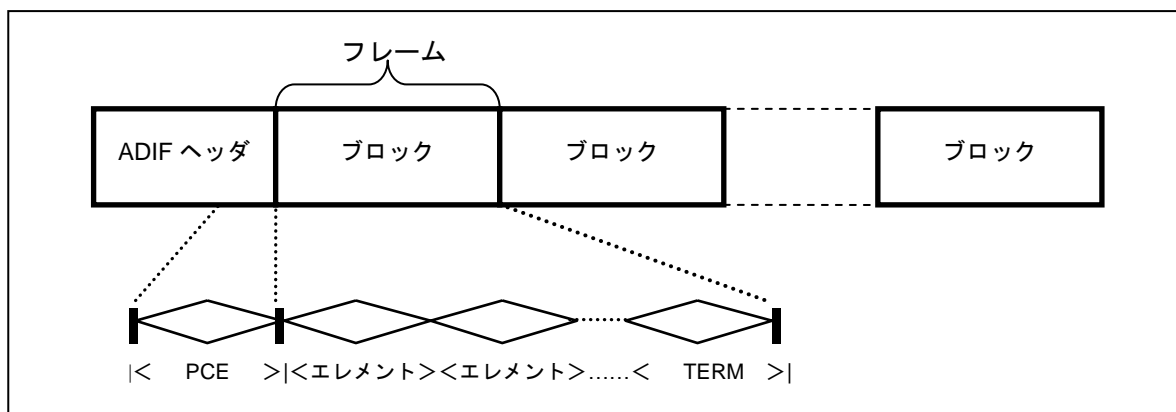 フレーム
ADIF ヘッダ ブロック ブロック ブロック
|< PCE >|<エレメント><エレメント>......< TERM >|